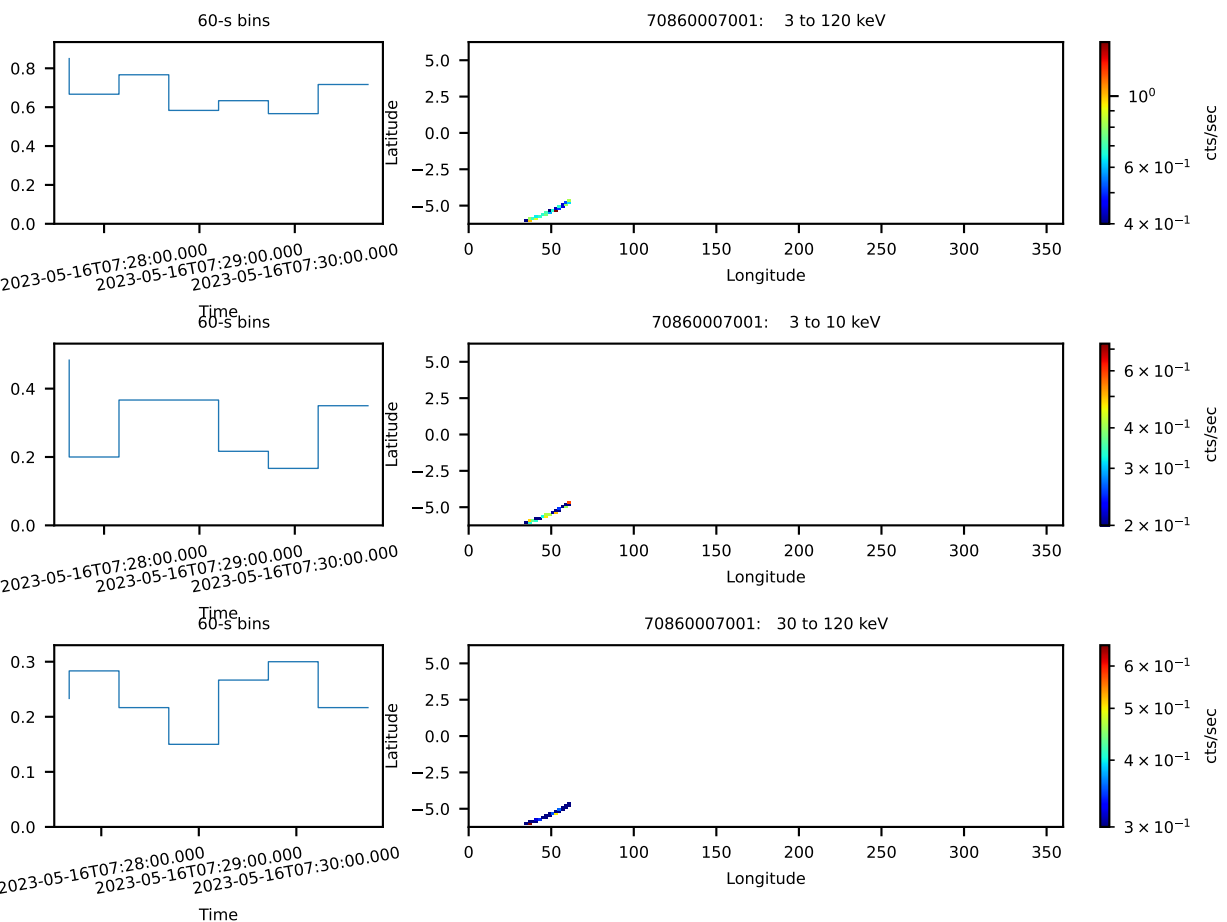 60-s bins
70860007001: 3 to 120 keV
0.8
0.6
0.4
0.2
0.0
Latitude
5.0
2.5
0.0
−2.5
−5.0
10⁰
6 × 10⁻¹
4 × 10⁻¹
cts/sec
2023-05-16T07:28:00.000
2023-05-16T07:29:00.000
2023-05-16T07:30:00.000
Time
0 50 100 150 200 250 300 350
Longitude
60-s bins
70860007001: 3 to 10 keV
0.4
0.2
0.0
Latitude
5.0
2.5
0.0
−2.5
−5.0
6 × 10⁻¹
4 × 10⁻¹
3 × 10⁻¹
2 × 10⁻¹
cts/sec
2023-05-16T07:28:00.000
2023-05-16T07:29:00.000
2023-05-16T07:30:00.000
Time
0 50 100 150 200 250 300 350
Longitude
60-s bins
70860007001: 30 to 120 keV
0.3
0.2
0.1
0.0
Latitude
5.0
2.5
0.0
−2.5
−5.0
6 × 10⁻¹
5 × 10⁻¹
4 × 10⁻¹
3 × 10⁻¹
cts/sec
2023-05-16T07:28:00.000
2023-05-16T07:29:00.000
2023-05-16T07:30:00.000
Time
0 50 100 150 200 250 300 350
Longitude